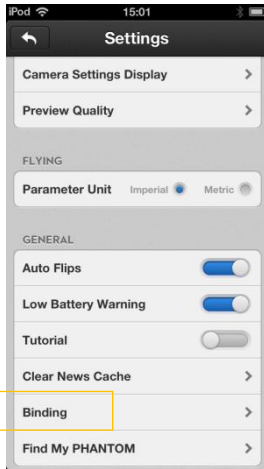 iPod 15:01
Settings
Camera Settings Display
Preview Quality
FLYING
Parameter Unit Imperial Metric
GENERAL
Auto Flips
Low Battery Warning
Tutorial
Clear News Cache
Binding
Find My PHANTOM